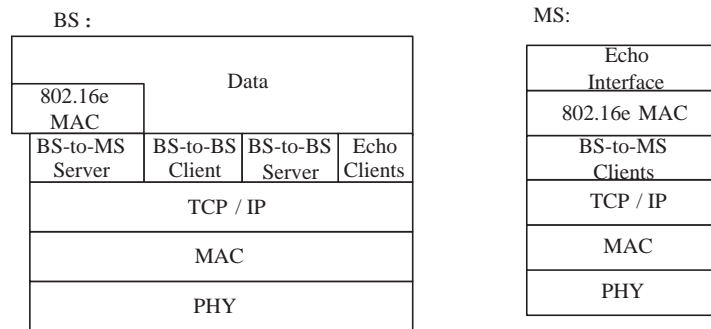 BS :
Data
802.16e
MAC
BS-to-MS
Server
BS-to-BS
Client
BS-to-BS
Server
Echo
Clients
TCP / IP
MAC
PHY
MS:
Echo
Interface
802.16e MAC
BS-to-MS
Clients
TCP / IP
MAC
PHY